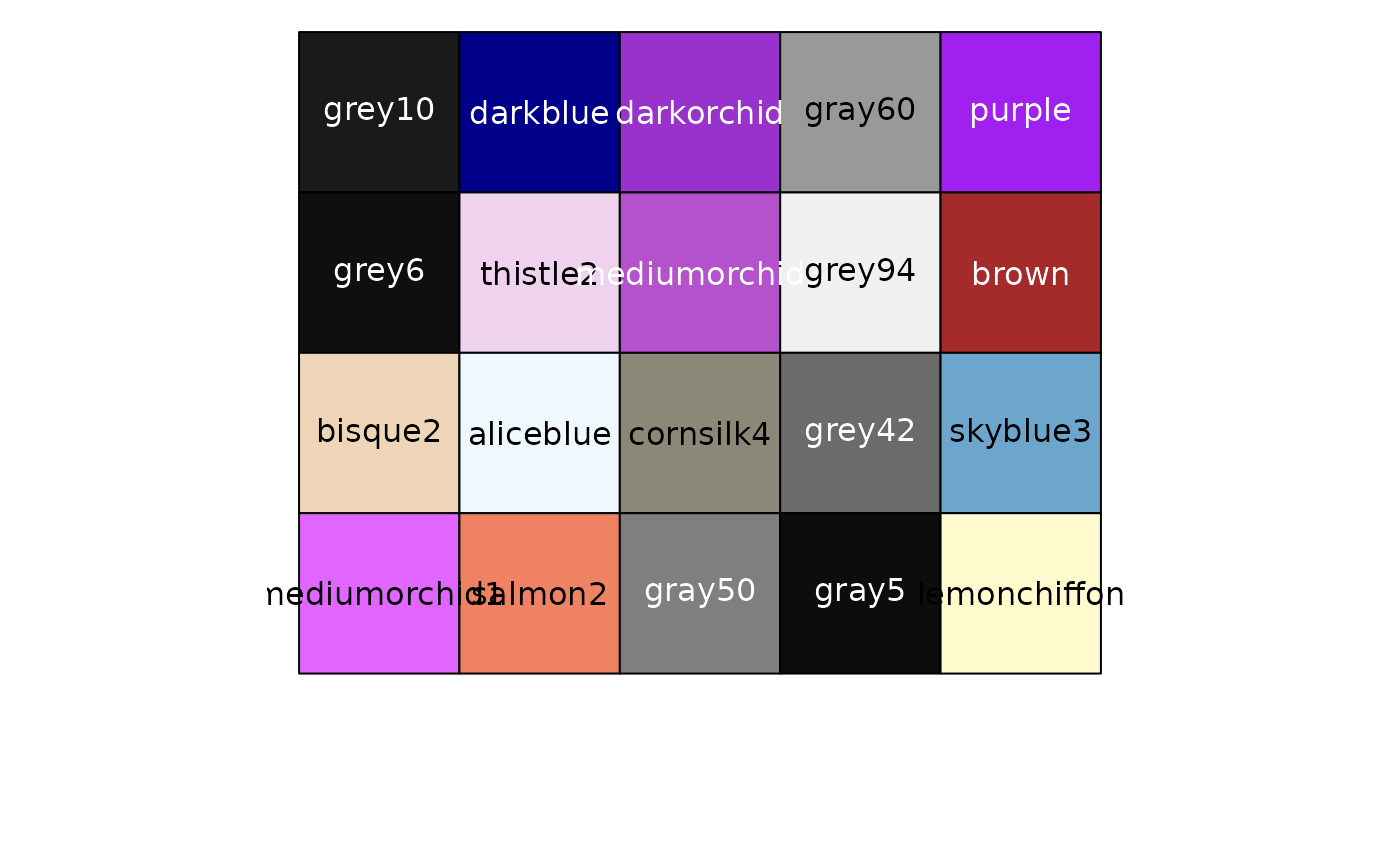 grey10 darkblue darkorchid gray60 purple
grey6 thistle2 mediumorchid grey94 brown
bisque2 aliceblue cornsilk4 grey42 skyblue3
mediumorchid1 salmon2 gray50 gray5 lemonchiffon